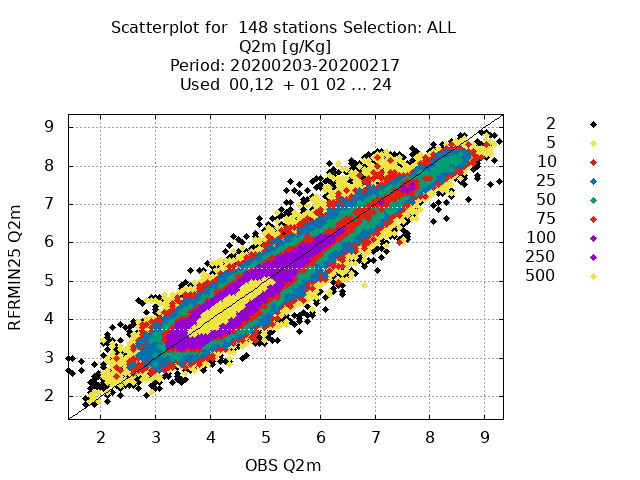 Scatterplot for  148 stations Selection: ALL
Q2m [g/Kg]
Period: 20200203-20200217
Used  00,12  + 01 02 ... 24
RFRMIN25 Q2m
9
8
7
6
5
4
3
2
2 3 4 5 6 7 8 9
OBS Q2m
2
5
10
25
50
75
100
250
500